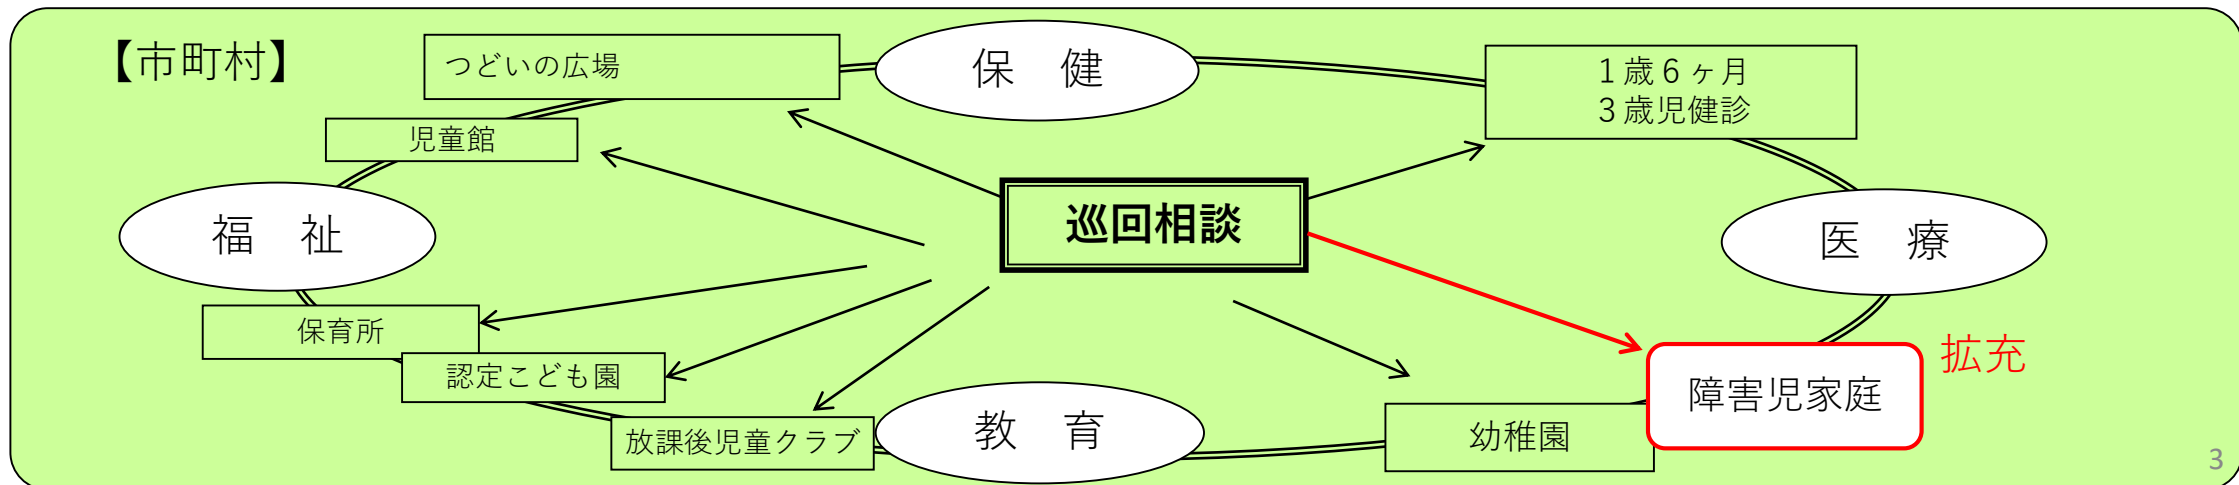 【市町村】
つどいの広場
保　健
１歳６ヶ月
３歳児健診
児童館
巡回相談
福　祉
医　療
保育所
認定こども園
拡充
障害児家庭
放課後児童クラブ
教　育
幼稚園
3